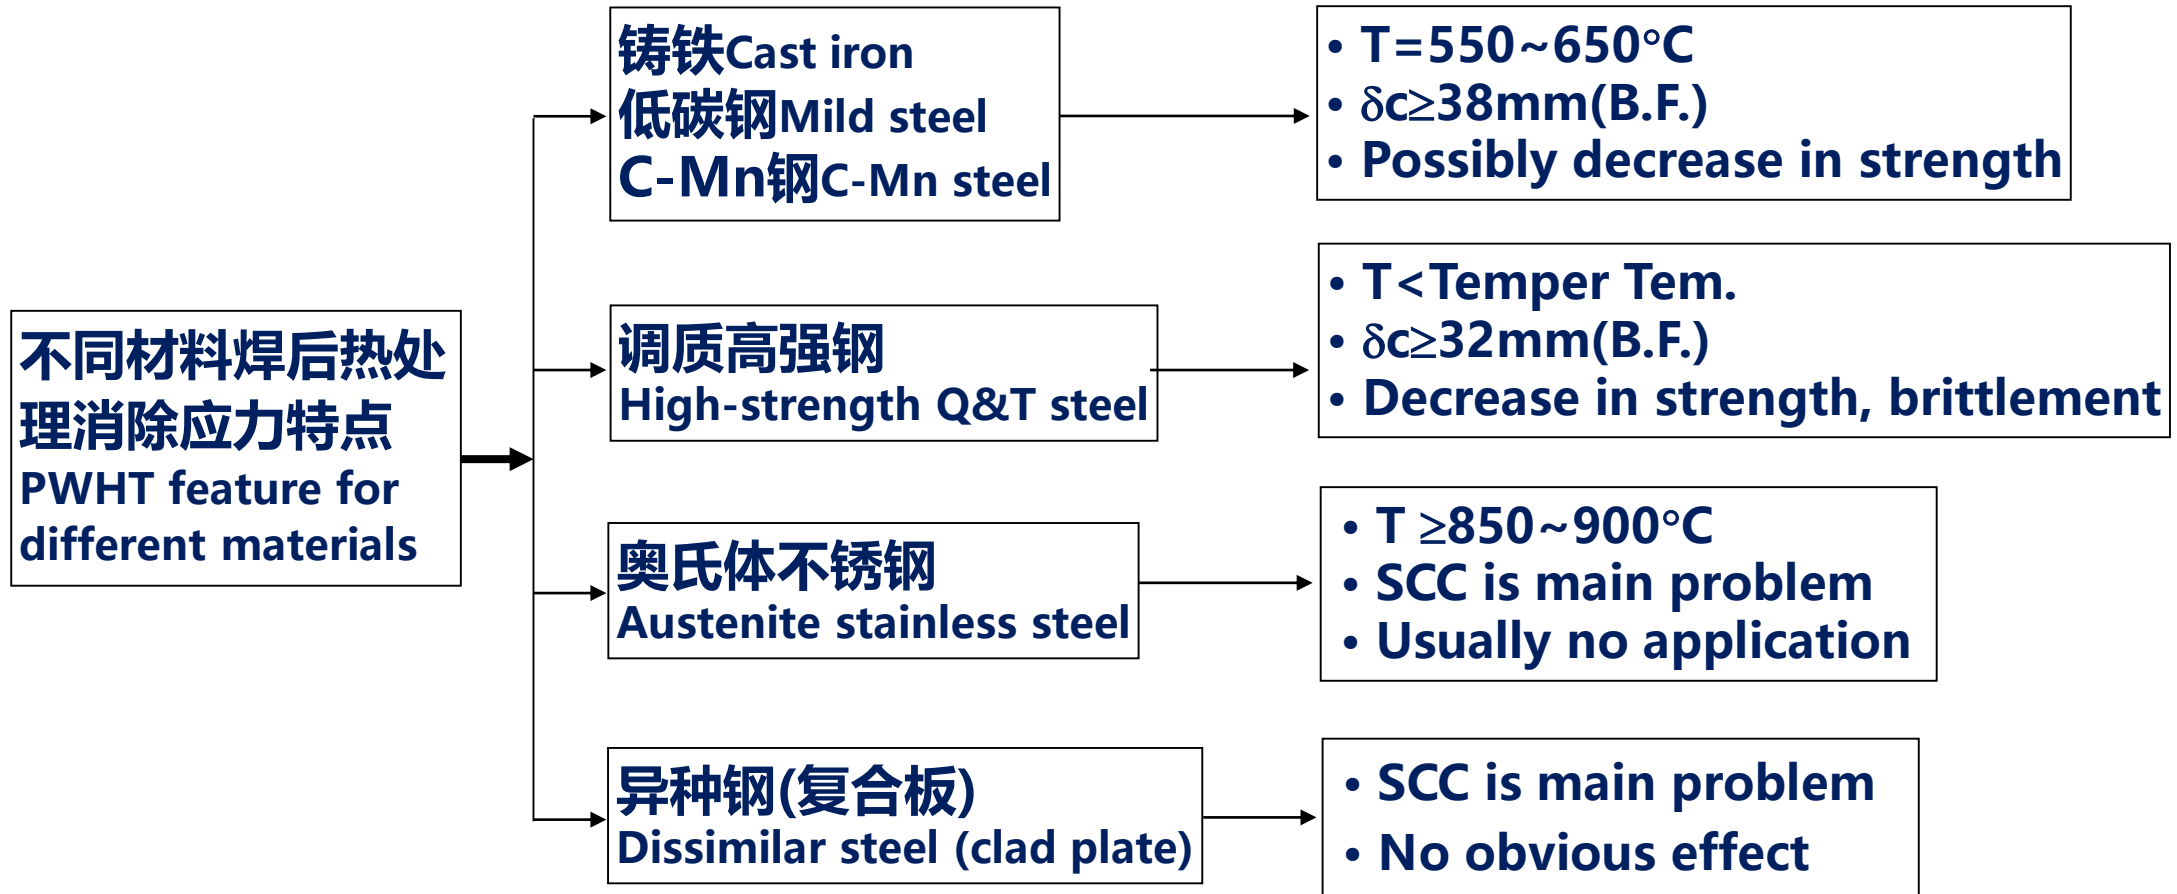 不同材料焊后热处
理消除应力特点
PWHT feature for
different materials
铸铁Cast iron
低碳钢Mild steel
C-Mn钢C-Mn steel
• T=550~650°C
• δc≥38mm(B.F.)
• Possibly decrease in strength
调质高强钢
High-strength Q&T steel
• T<Temper Tem.
• δc≥32mm(B.F.)
• Decrease in strength, brittlement
奥氏体不锈钢
Austenite stainless steel
• T ≥850~900°C
• SCC is main problem
• Usually no application
异种钢(复合板)
Dissimilar steel (clad plate)
• SCC is main problem
• No obvious effect